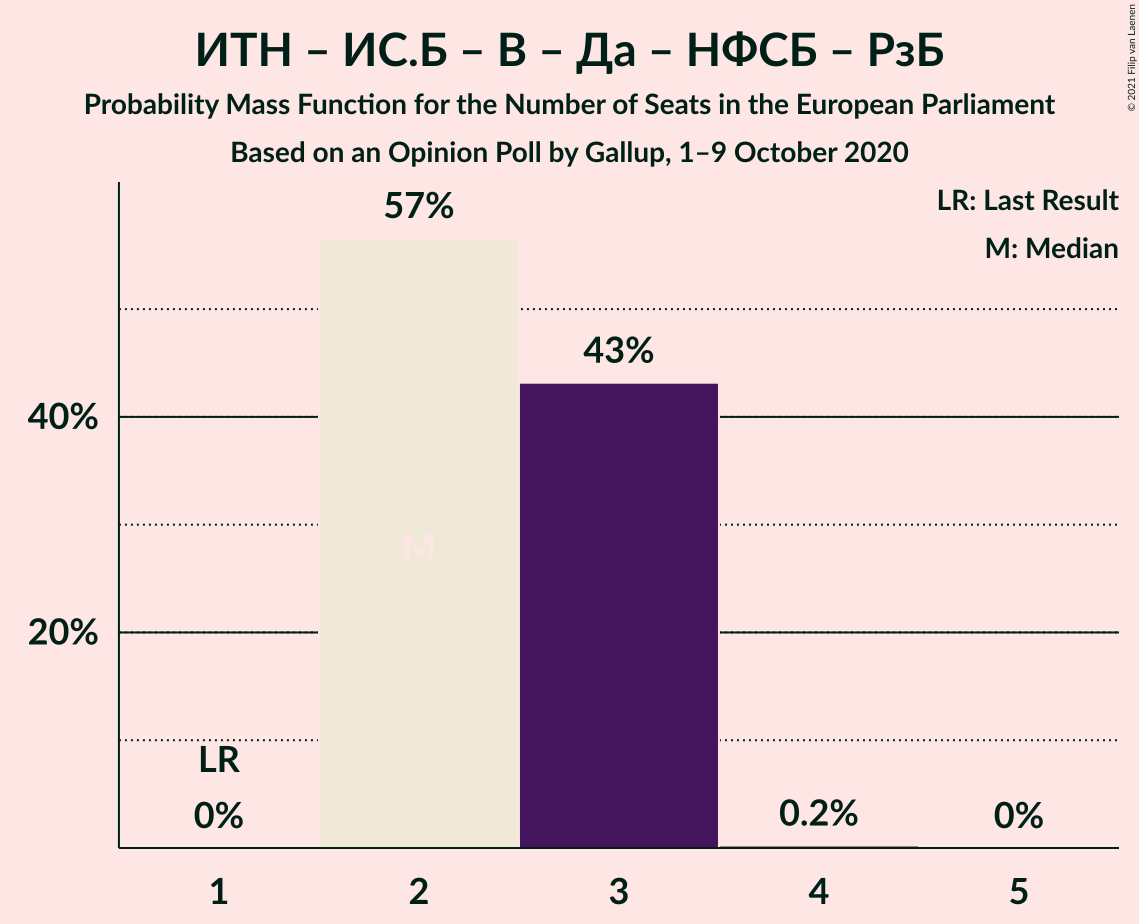 ИТН – ИС.Б – В – Да – НФСБ – РзБ
Probability Mass Function for the Number of Seats in the European Parliament
Based on an Opinion Poll by Gallup, 1–9 October 2020
© 2021 Filip van Laenen
LR: Last Result
M: Median
57%
43%
40%
M
20%
LR
0%
0.2%
0%
1 2 3 4 5